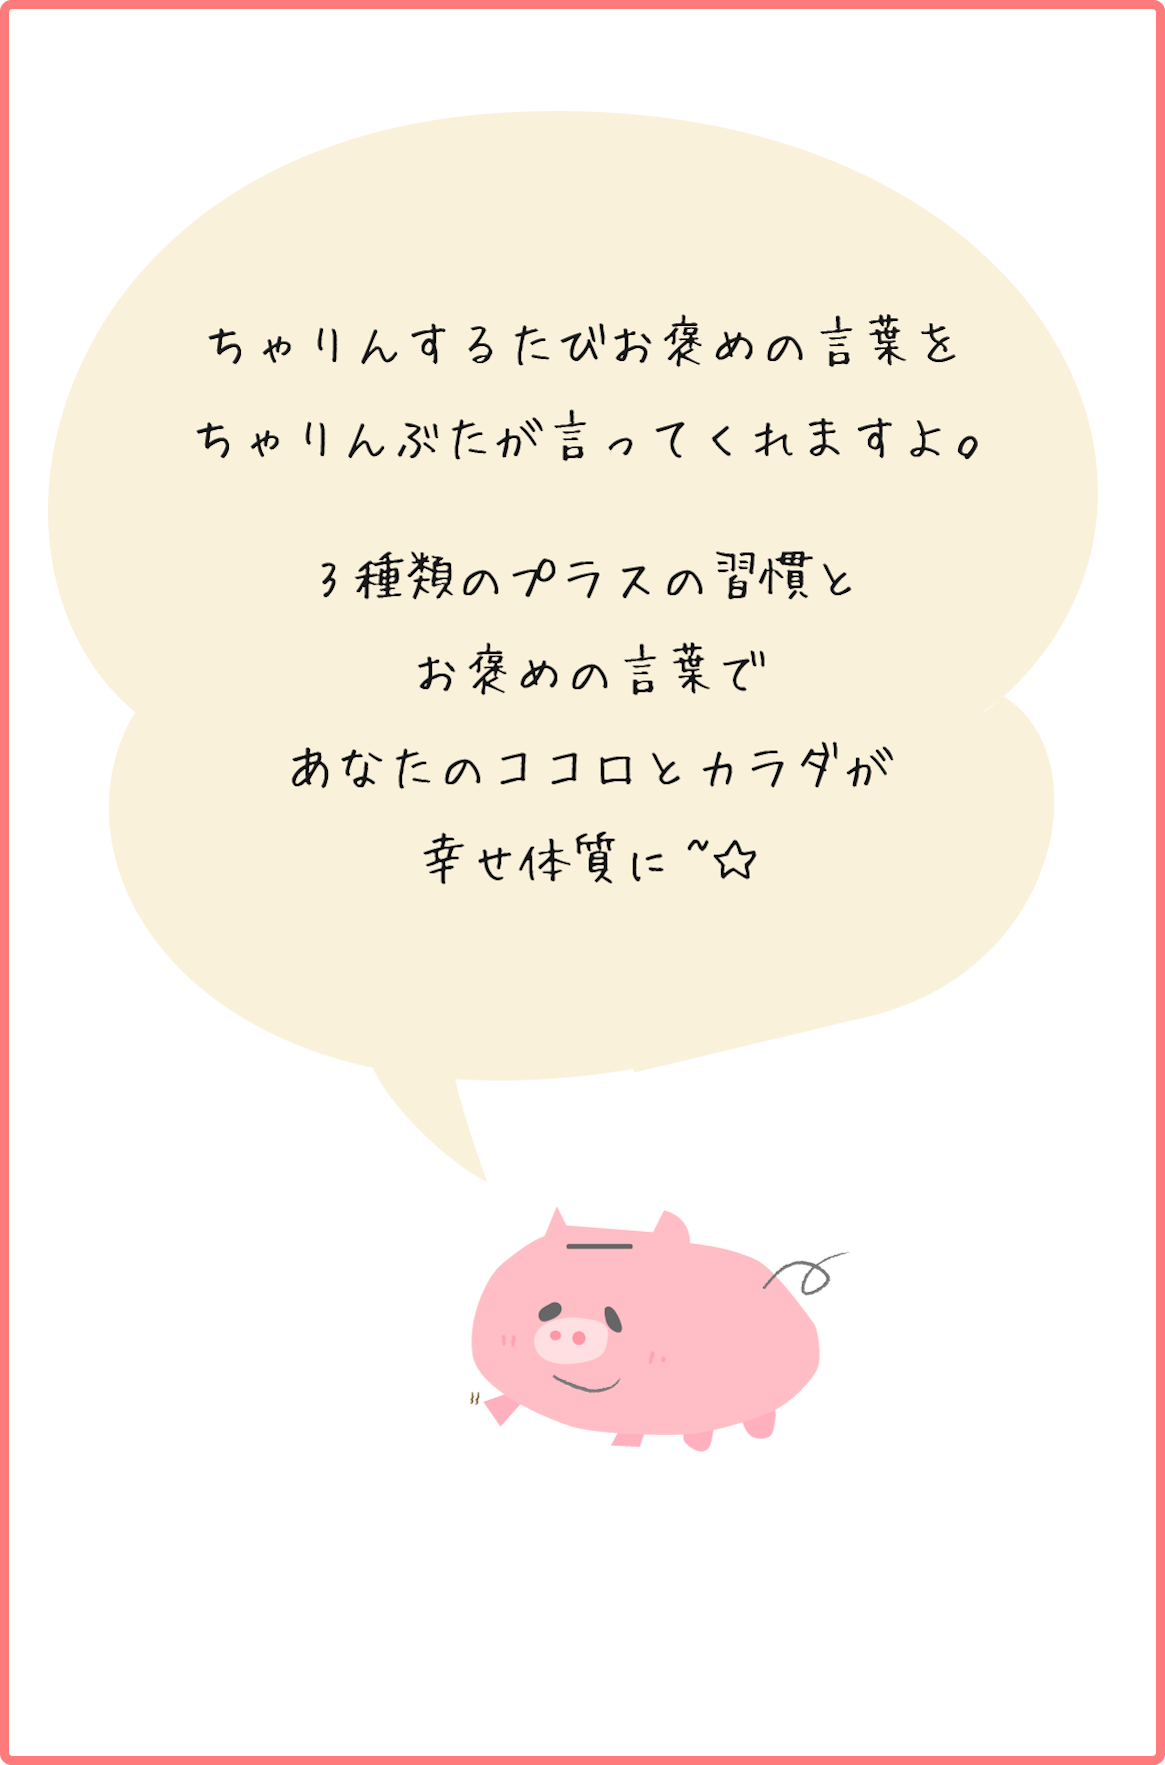 ちゃりんするたびお褒めの言葉を
ちゃりんぶたが言ってくれますよ。
3種類のプラスの習慣と
お褒めの言葉で
あなたのココロとカラダが
幸せ体質に~☆